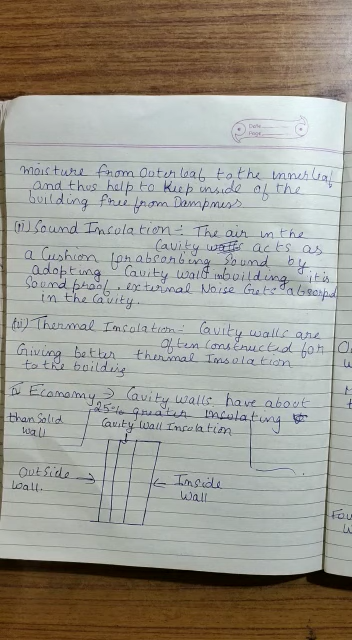 Date
Page
moisture from Outer leaf to the inner leaf
and thus help to Keep inside of the
building free from Dampness
(ii) Sound Insolation :- The air in the
Cavity walls acts as
a Cushion for absorbing Sound by
adopting Cavity wall in building it is
Sound proof. external Noise Gets absorpd
in the Cavity.
(iii) Thermal Insolation :- Cavity walls are
often Constructed for
Giving better thermal Insolation
to the building
iv Economy → Cavity walls have about
25% greater insolating
than Solid
wall
Cavity Wall Insolation
OutSide
Wall.
Inside
Wall